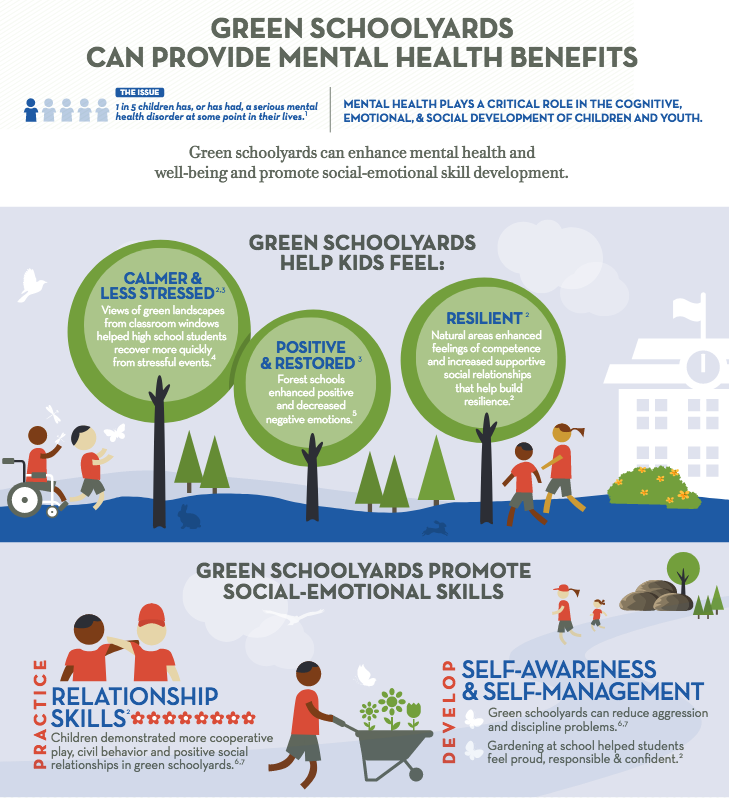 GREEN SCHOOLYARDS
CAN PROVIDE MENTAL HEALTH BENEFITS
THE ISSUE
1 in 5 children has, or has had, a serious mental
health disorder at some point in their lives.1
MENTAL HEALTH PLAYS A CRITICAL ROLE IN THE COGNITIVE,
EMOTIONAL, & SOCIAL DEVELOPMENT OF CHILDREN AND YOUTH.
Green schoolyards can enhance mental health and
well-being and promote social-emotional skill development.
GREEN SCHOOLYARDS
HELP KIDS FEEL:
CALMER &
LESS STRESSED2,3
Views of green landscapes
from classroom windows
helped high school students
recover more quickly
from stressful events.4
POSITIVE
& RESTORED3
Forest schools
enhanced positive
and decreased
negative emotions.5
RESILIENT2
Natural areas enhanced
feelings of competence
and increased supportive
social relationships
that help build
resilience.2
GREEN SCHOOLYARDS PROMOTE
SOCIAL-EMOTIONAL SKILLS
PRACTICE
RELATIONSHIP
SKILLS2
Children demonstrated more cooperative
play, civil behavior and positive social
relationships in green schoolyards.6,7
DEVELOP
SELF-AWARENESS
& SELF-MANAGEMENT
Green schoolyards can reduce aggression
and discipline problems.6,7
Gardening at school helped students
feel proud, responsible & confident.2